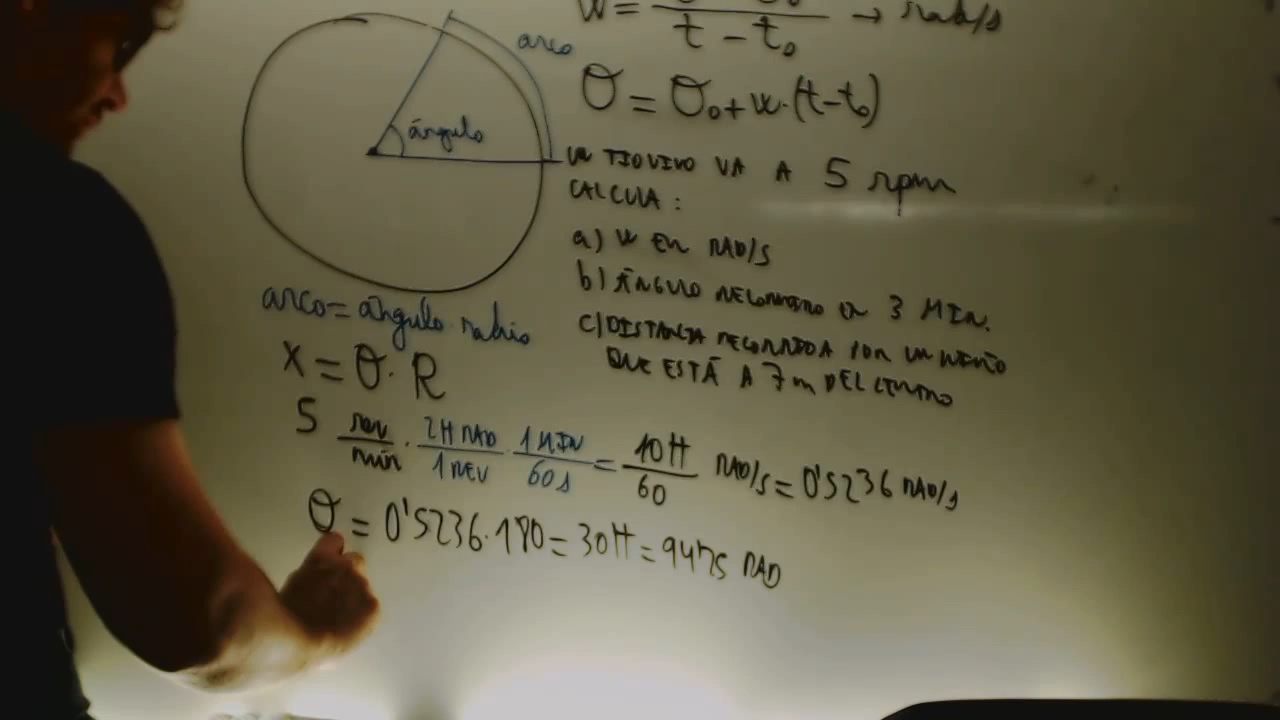 t - t₀ → rad/s
arco
θ = θ₀ + w·(t-t₀)
ángulo
UN TIOVIVO VA A 5 rpm
CALCULA:
a) W EN RAD/S
b) ÁNGULO RECORRIDO EN 3 MIN.
c) DISTANCIA RECORRIDA POR UN NIÑO
QUE ESTÁ A 7m DEL CENTRO
arco = ángulo · radio
X = θ · R
5 rev/min · 2π RAD/1 REV · 1 MIN/60 s = 10π/60 RAD/s = 0'5236 RAD/s
θ = 0'5236 · 180 = 30π = 94'25 RAD